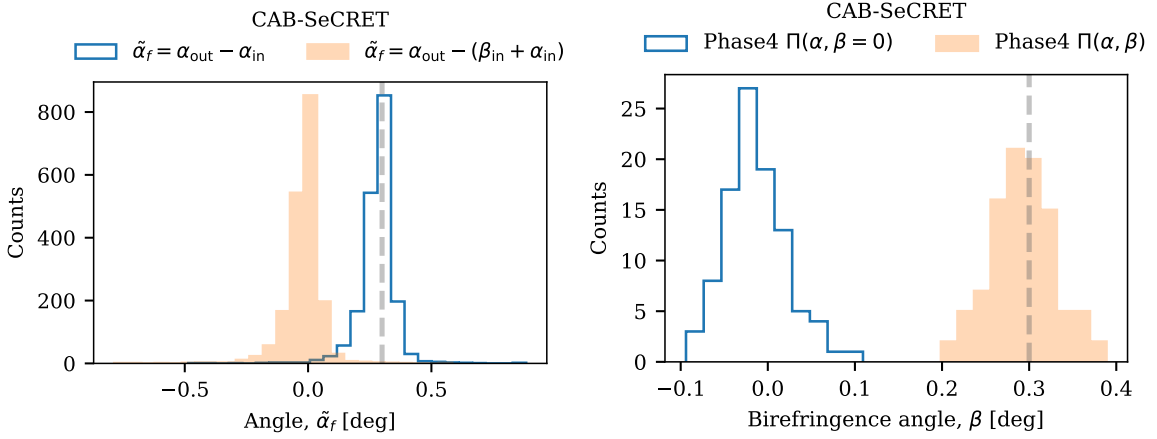 CAB-SeCRET
α̃_f = α_out − α_in
α̃_f = α_out − (β_in + α_in)
800
600
400
200
0
Counts
−0.5
0.0
0.5
Angle, α̃_f [deg]
CAB-SeCRET
Phase4 Π(α, β = 0)
Phase4 Π(α, β)
25
20
15
10
5
0
Counts
−0.1
0.0
0.1
0.2
0.3
0.4
Birefringence angle, β [deg]